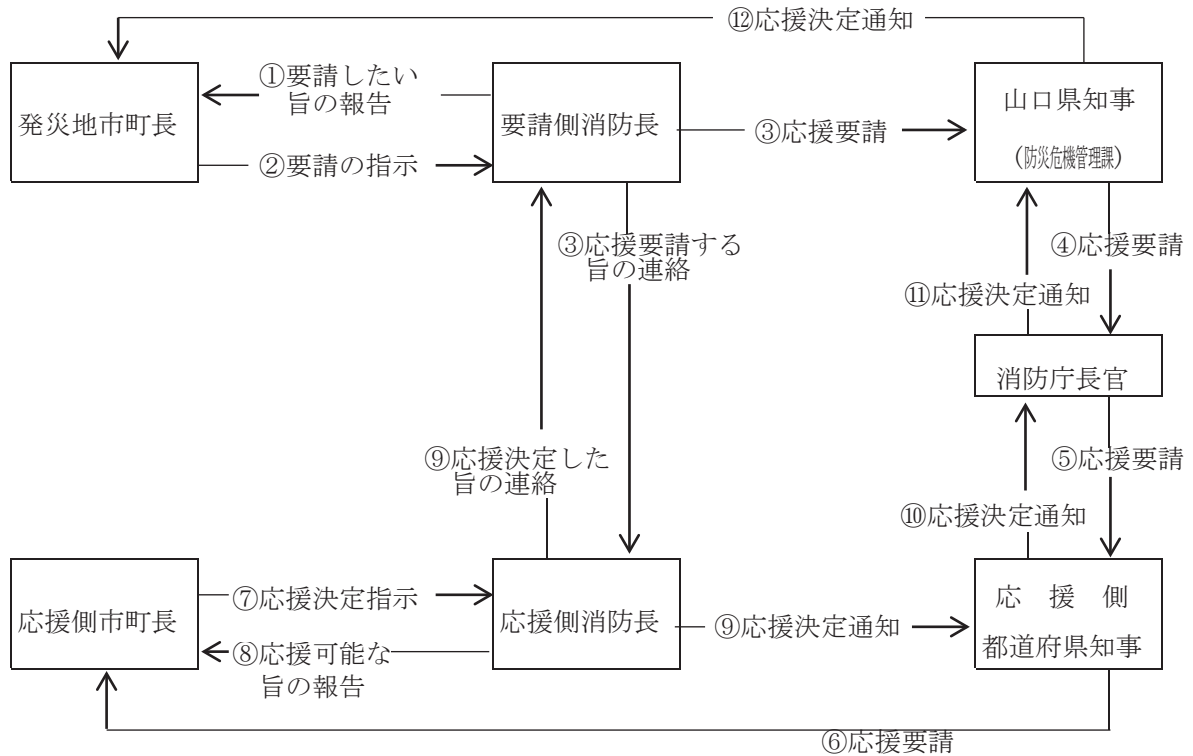 ⑫応援決定通知
発災地市町長
①要請したい
旨の報告
②要請の指示
要請側消防長
③応援要請
山口県知事
(防災危機管理課)
③応援要請する
旨の連絡
④応援要請
⑪応援決定通知
消防庁長官
⑨応援決定した
旨の連絡
⑤応援要請
⑩応援決定通知
応援側市町長
⑦応援決定指示
⑧応援可能な
旨の報告
応援側消防長
⑨応援決定通知
応 援 側
都道府県知事
⑥応援要請